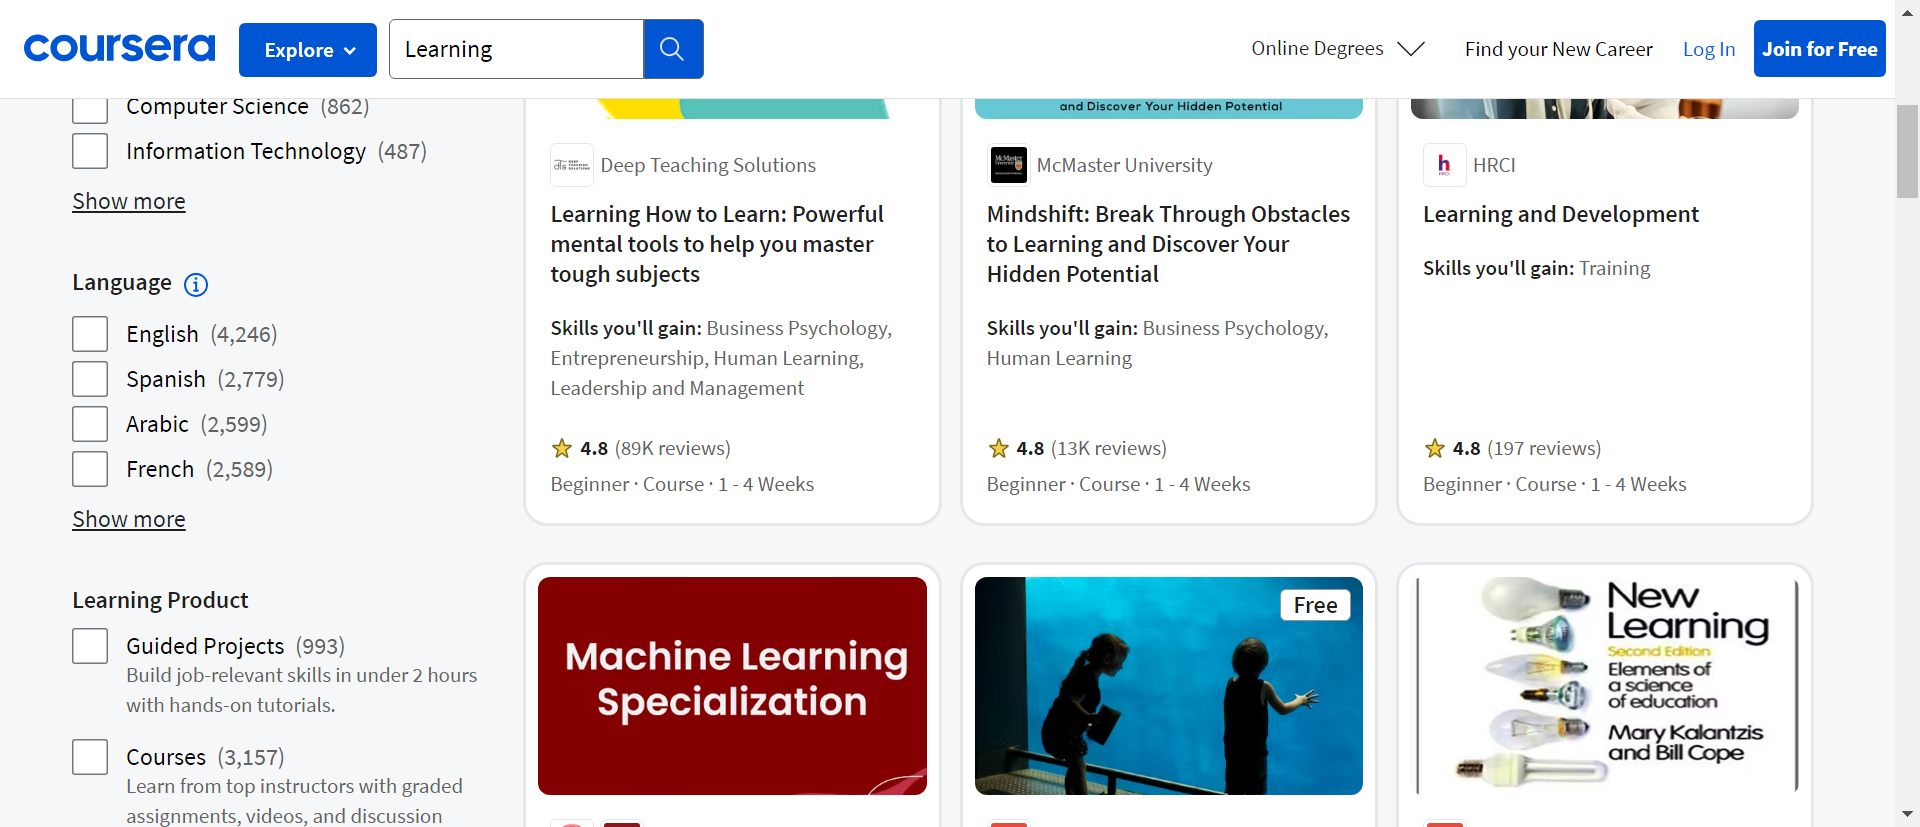 coursera
Explore
Learning
Online Degrees
Find your New Career
Log In
Join for Free
Computer Science (862)
Information Technology (487)
Show more
Language
English (4,246)
Spanish (2,779)
Arabic (2,599)
French (2,589)
Show more
Learning Product
Guided Projects (993)
Build job-relevant skills in under 2 hours
with hands-on tutorials.
Courses (3,157)
Learn from top instructors with graded
assignments, videos, and discussion
Deep Teaching Solutions
Learning How to Learn: Powerful
mental tools to help you master
tough subjects
Skills you'll gain: Business Psychology,
Entrepreneurship, Human Learning,
Leadership and Management
4.8 (89K reviews)
Beginner · Course · 1 - 4 Weeks
and Discover Your Hidden Potential
McMaster University
Mindshift: Break Through Obstacles
to Learning and Discover Your
Hidden Potential
Skills you'll gain: Business Psychology,
Human Learning
4.8 (13K reviews)
Beginner · Course · 1 - 4 Weeks
h
HRCI
HRCI
Learning and Development
Skills you'll gain: Training
4.8 (197 reviews)
Beginner · Course · 1 - 4 Weeks
Machine Learning
Specialization
Free
New
Learning
Second Edition
Elements of
a science
of education
Mary Kalantzis
and Bill Cope